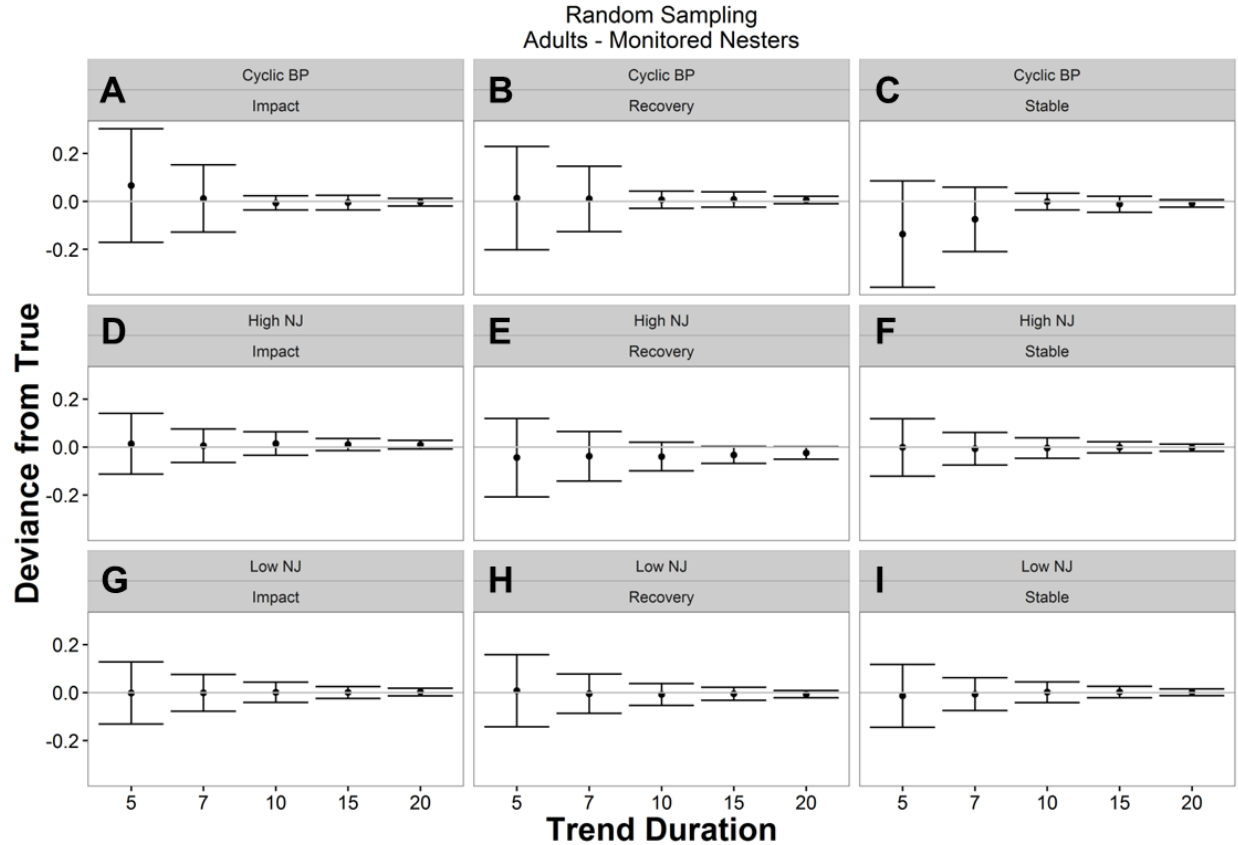 Random Sampling
Adults - Monitored Nesters
A Cyclic BP B Cyclic BP C Cyclic BP
Impact Recovery Stable
0.2
0.0
-0.2
D High NJ E High NJ F High NJ
Impact Recovery Stable
0.2
0.0
-0.2
G Low NJ H Low NJ I Low NJ
Impact Recovery Stable
0.2
0.0
-0.2
5 7 10 15 20 5 7 10 15 20 5 7 10 15 20
Deviance from True
Trend Duration